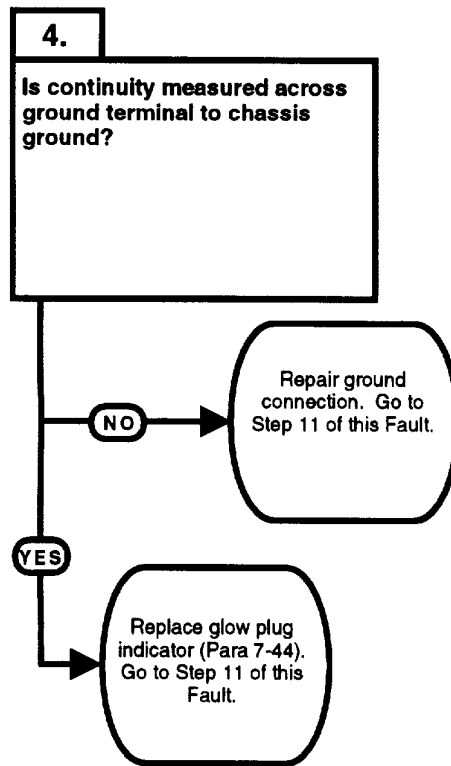 4.
Is continuity measured across
ground terminal to chassis
ground?
NO
Repair ground
connection. Go to
Step 11 of this Fault.
YES
Replace glow plug
indicator (Para 7-44).
Go to Step 11 of this
Fault.